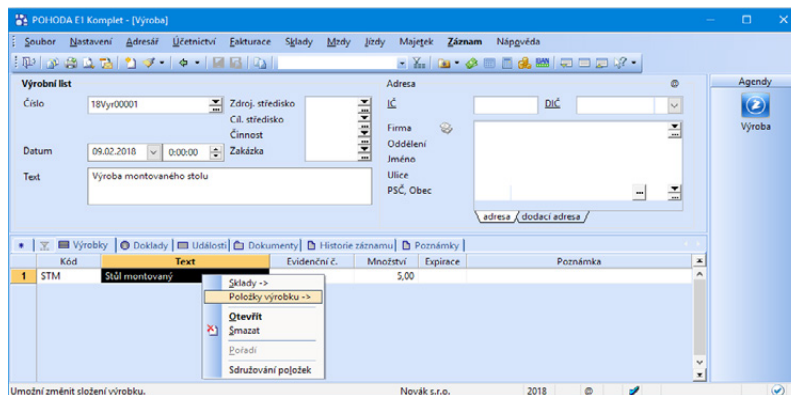 POHODA E1 Komplet - [Výroba]
Soubor Nastavení Adresář Účetnictví Fakturace Sklady Mzdy Jízdy Majetek Záznam Nápověda
Výrobní list Adresa @ Agendy
Číslo 18Vyr00001 Zdroj. středisko IČ DIČ
Cíl. středisko Výroba
Činnost Firma
Datum 09.02.2018 0:00:00 Zakázka Oddělení
Jméno
Text Výroba montovaného stolu Ulice
PSČ, Obec
adresa dodací adresa
Výrobky Doklady Události Dokumenty Historie záznamu Poznámky
Kód Text Evidenční č. Množství Expirace Poznámka
1 STM Stůl montovaný 5,00
Sklady ->
Položky výrobku ->
Otevřít
Smazat
Pořadí
Sdružování položek
Umožní změnit složení výrobku. Novák s.r.o. 2018 @